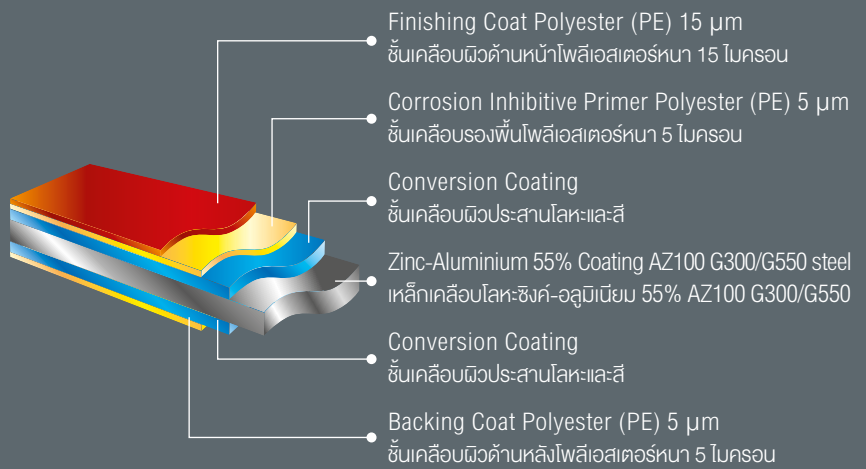 Finishing Coat Polyester (PE) 15 μm
ชั้นเคลือบผิวด้านหน้าโพลีเอสเตอร์หนา 15 ไมครอน
Corrosion Inhibitive Primer Polyester (PE) 5 μm
ชั้นเคลือบรองพื้นโพลีเอสเตอร์หนา 5 ไมครอน
Conversion Coating
ชั้นเคลือบผิวประสานโลหะและสี
Zinc-Aluminium 55% Coating AZ100 G300/G550 steel
เหล็กเคลือบโลหะซิงค์-อลูมิเนียม 55% AZ100 G300/G550
Conversion Coating
ชั้นเคลือบผิวประสานโลหะและสี
Backing Coat Polyester (PE) 5 μm
ชั้นเคลือบผิวด้านหลังโพลีเอสเตอร์หนา 5 ไมครอน